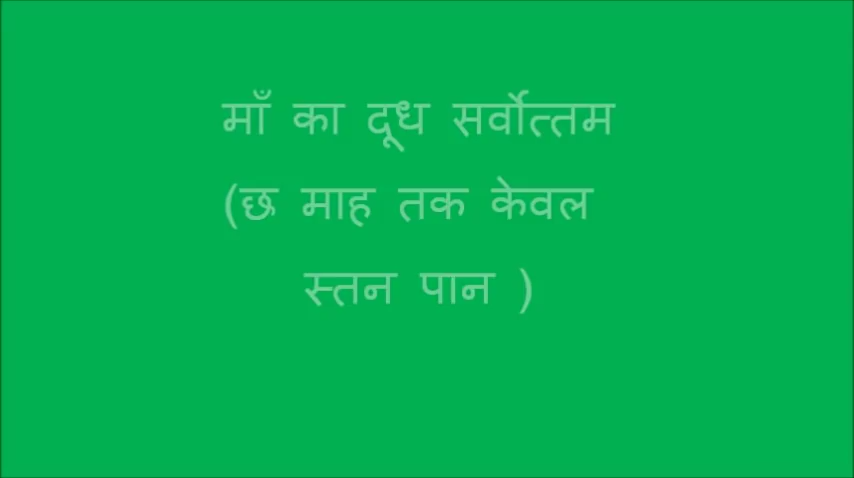 माँ का दूध सर्वोत्तम
(छ माह तक केवल
स्तन पान )